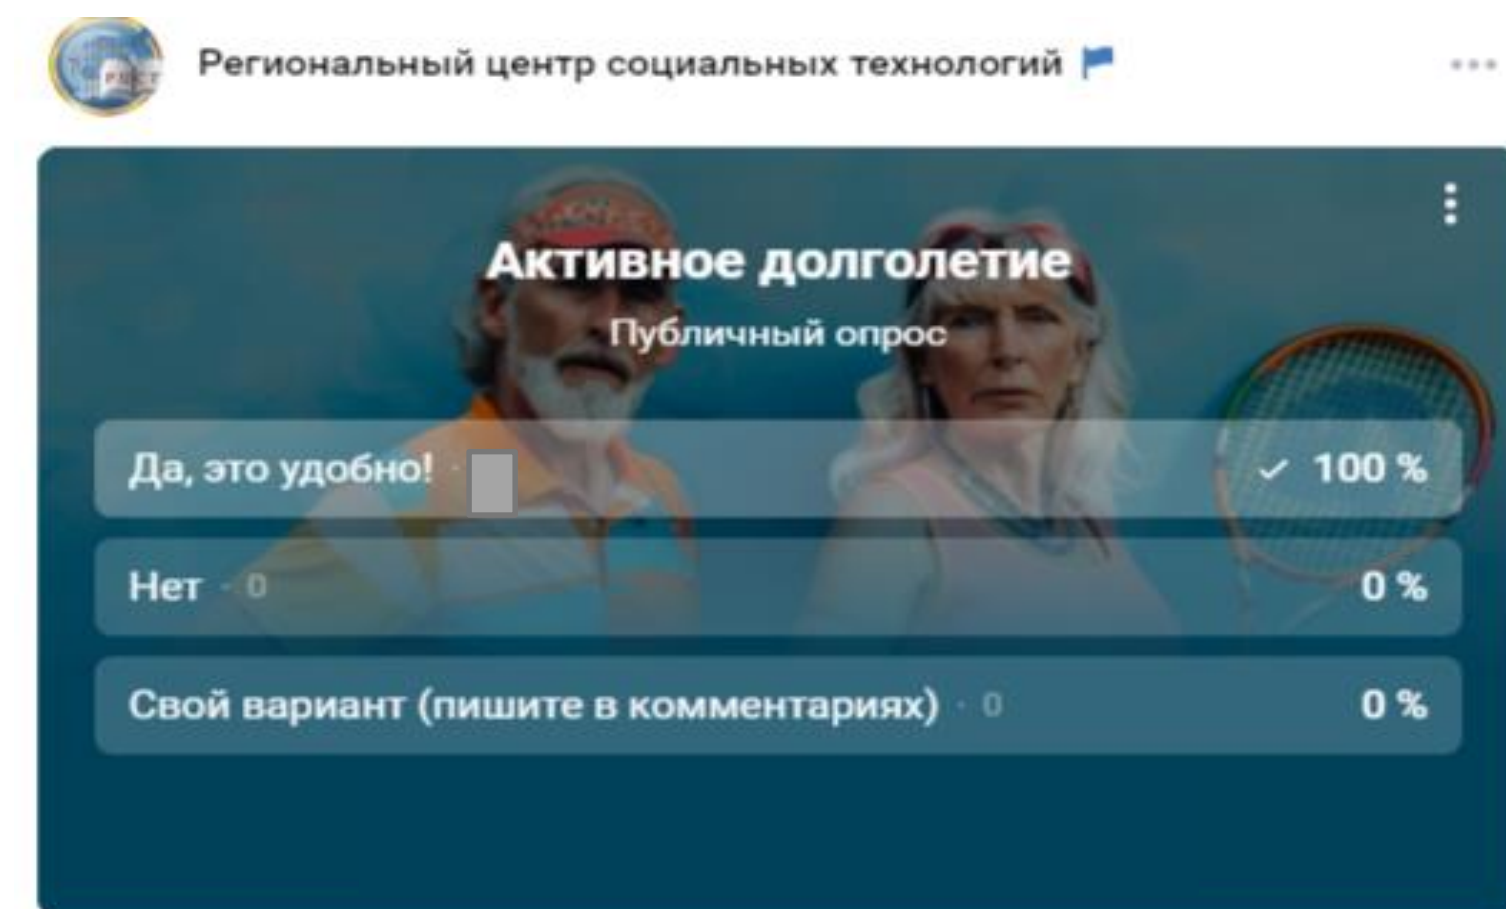 Региональный центр социальных технологий
Активное долголетие
Публичный опрос
Да, это удобно! · 100 %
Нет · 0 0 %
Свой вариант (пишите в комментариях) · 0 0 %